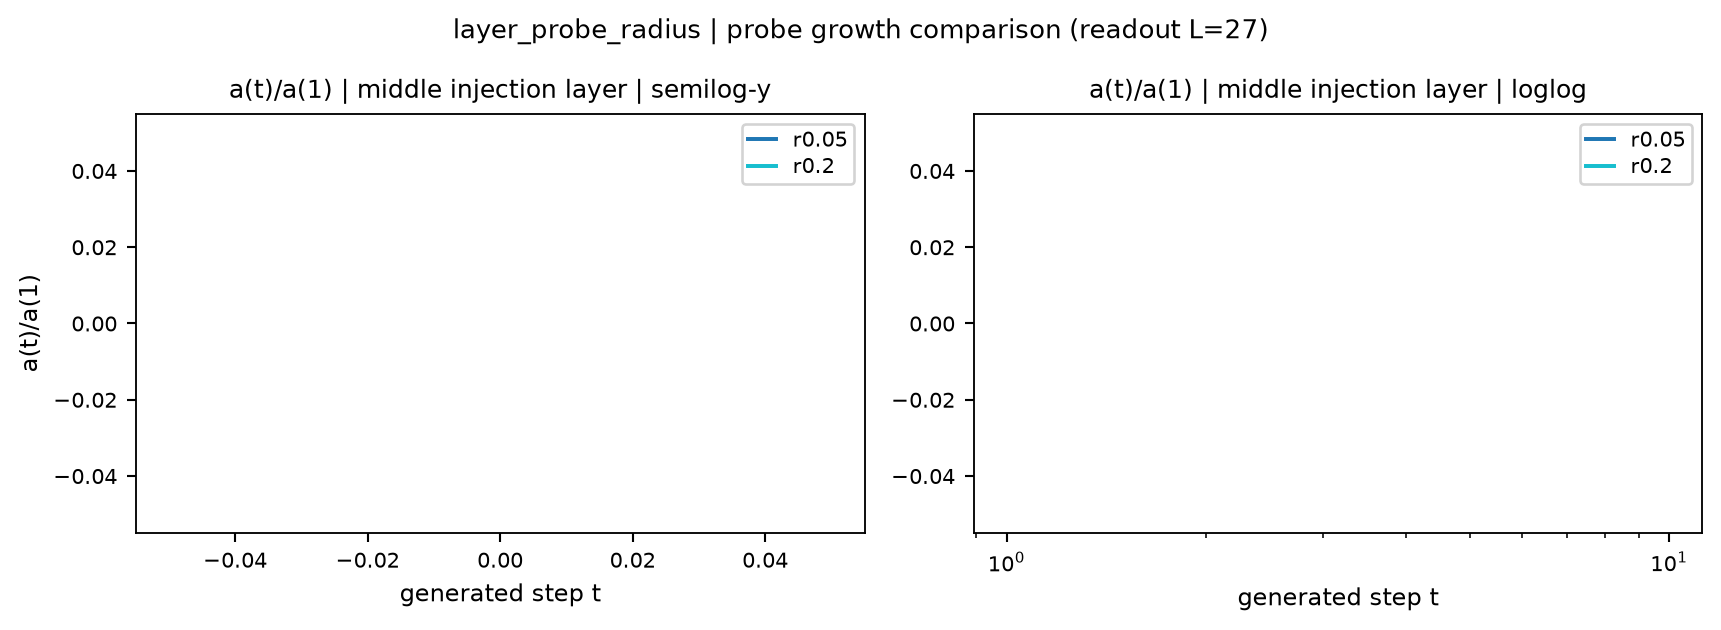 layer_probe_radius | probe growth comparison (readout L=27)
a(t)/a(1) | middle injection layer | semilog-y
r0.05
r0.2
0.04
0.02
0.00
−0.02
−0.04
a(t)/a(1)
−0.04
−0.02
0.00
0.02
0.04
generated step t
a(t)/a(1) | middle injection layer | loglog
r0.05
r0.2
0.04
0.02
0.00
−0.02
−0.04
10⁰
10¹
generated step t